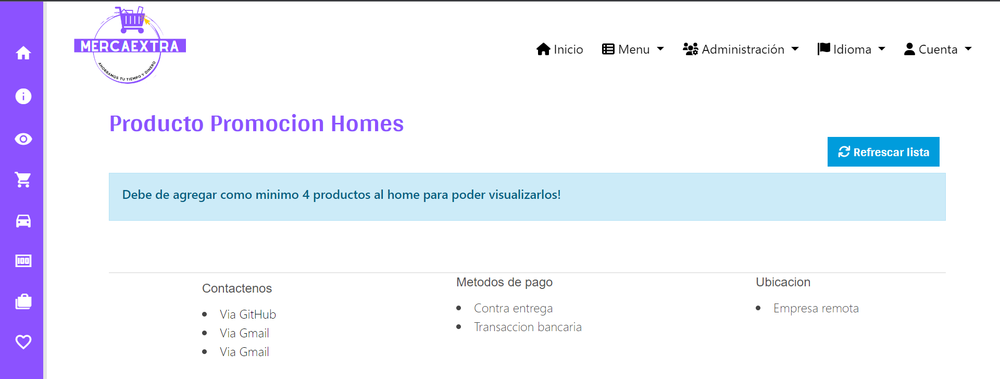 MERCAEXTRA
AHORRAMOS TU TIEMPO Y DINERO
Inicio
Menu
Administración
Idioma
Cuenta
Producto Promocion Homes
Refrescar lista
Debe de agregar como minimo 4 productos al home para poder visualizarlos!
Contactenos
Via GitHub
Via Gmail
Via Gmail
Metodos de pago
Contra entrega
Transaccion bancaria
Ubicacion
Empresa remota